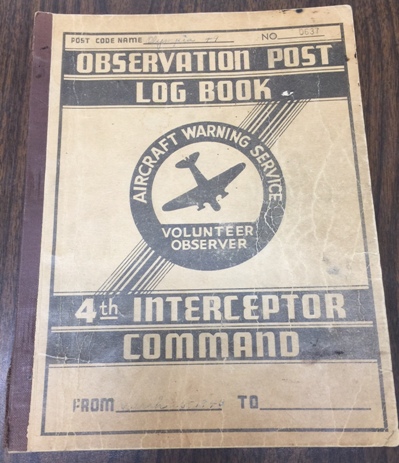 POST CODE NAME Olympia NO 0637
OBSERVATION POST
LOG BOOK
AIRCRAFT WARNING SERVICE
VOLUNTEER
OBSERVER
4th INTERCEPTOR
COMMAND
FROM TO